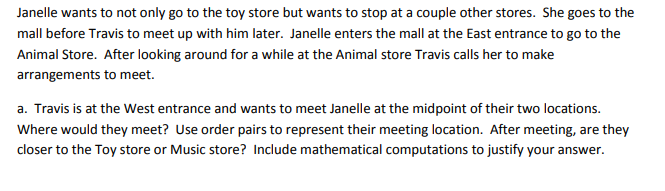 Janelle wants to not only go to the toy store but wants to stop at a couple other stores.  She goes to the
mall before Travis to meet up with him later.  Janelle enters the mall at the East entrance to go to the
Animal Store.  After looking around for a while at the Animal store Travis calls her to make
arrangements to meet.
a.  Travis is at the West entrance and wants to meet Janelle at the midpoint of their two locations.
Where would they meet?  Use order pairs to represent their meeting location.  After meeting, are they
closer to the Toy store or Music store?  Include mathematical computations to justify your answer.